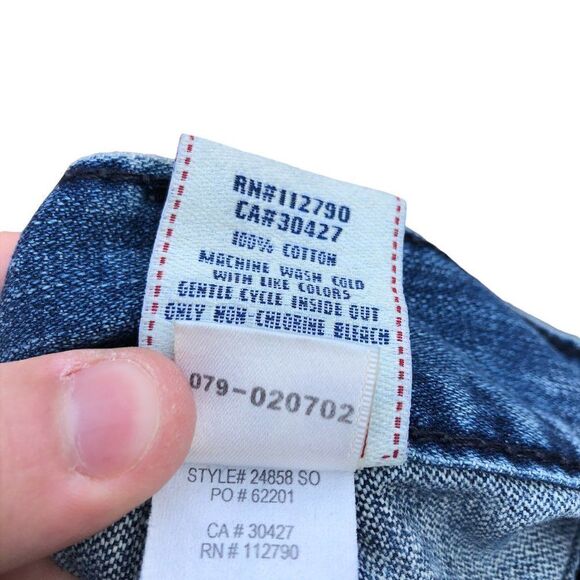 RN#112790
CA#30427
100% COTTON
MACHINE WASH COLD
WITH LIKE COLORS
GENTLE CYCLE INSIDE OUT
ONLY NON-CHLORINE BLEACH
079-020702
STYLE# 24858 SO
PO # 62201
CA # 30427
RN # 112790